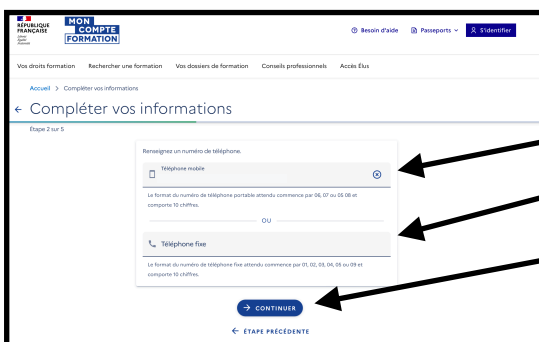 RÉPUBLIQUE
FRANÇAISE
Liberté
Égalité
Fraternité
MON
COMPTE
FORMATION
Besoin d'aide
Passeports
S'identifier
Vos droits formation
Rechercher une formation
Vos dossiers de formation
Conseils professionnels
Accès Élus
Accueil > Compléter vos informations
← Compléter vos informations
Étape 2 sur 5
Renseignez un numéro de téléphone.
Téléphone mobile
Le format du numéro de téléphone portable attendu commence par 06, 07 ou 05 08 et
comporte 10 chiffres.
OU
Téléphone fixe
Le format du numéro de téléphone fixe attendu commence par 01, 02, 03, 04, 05 ou 09 et
comporte 10 chiffres.
→ CONTINUER
← ÉTAPE PRÉCÉDENTE